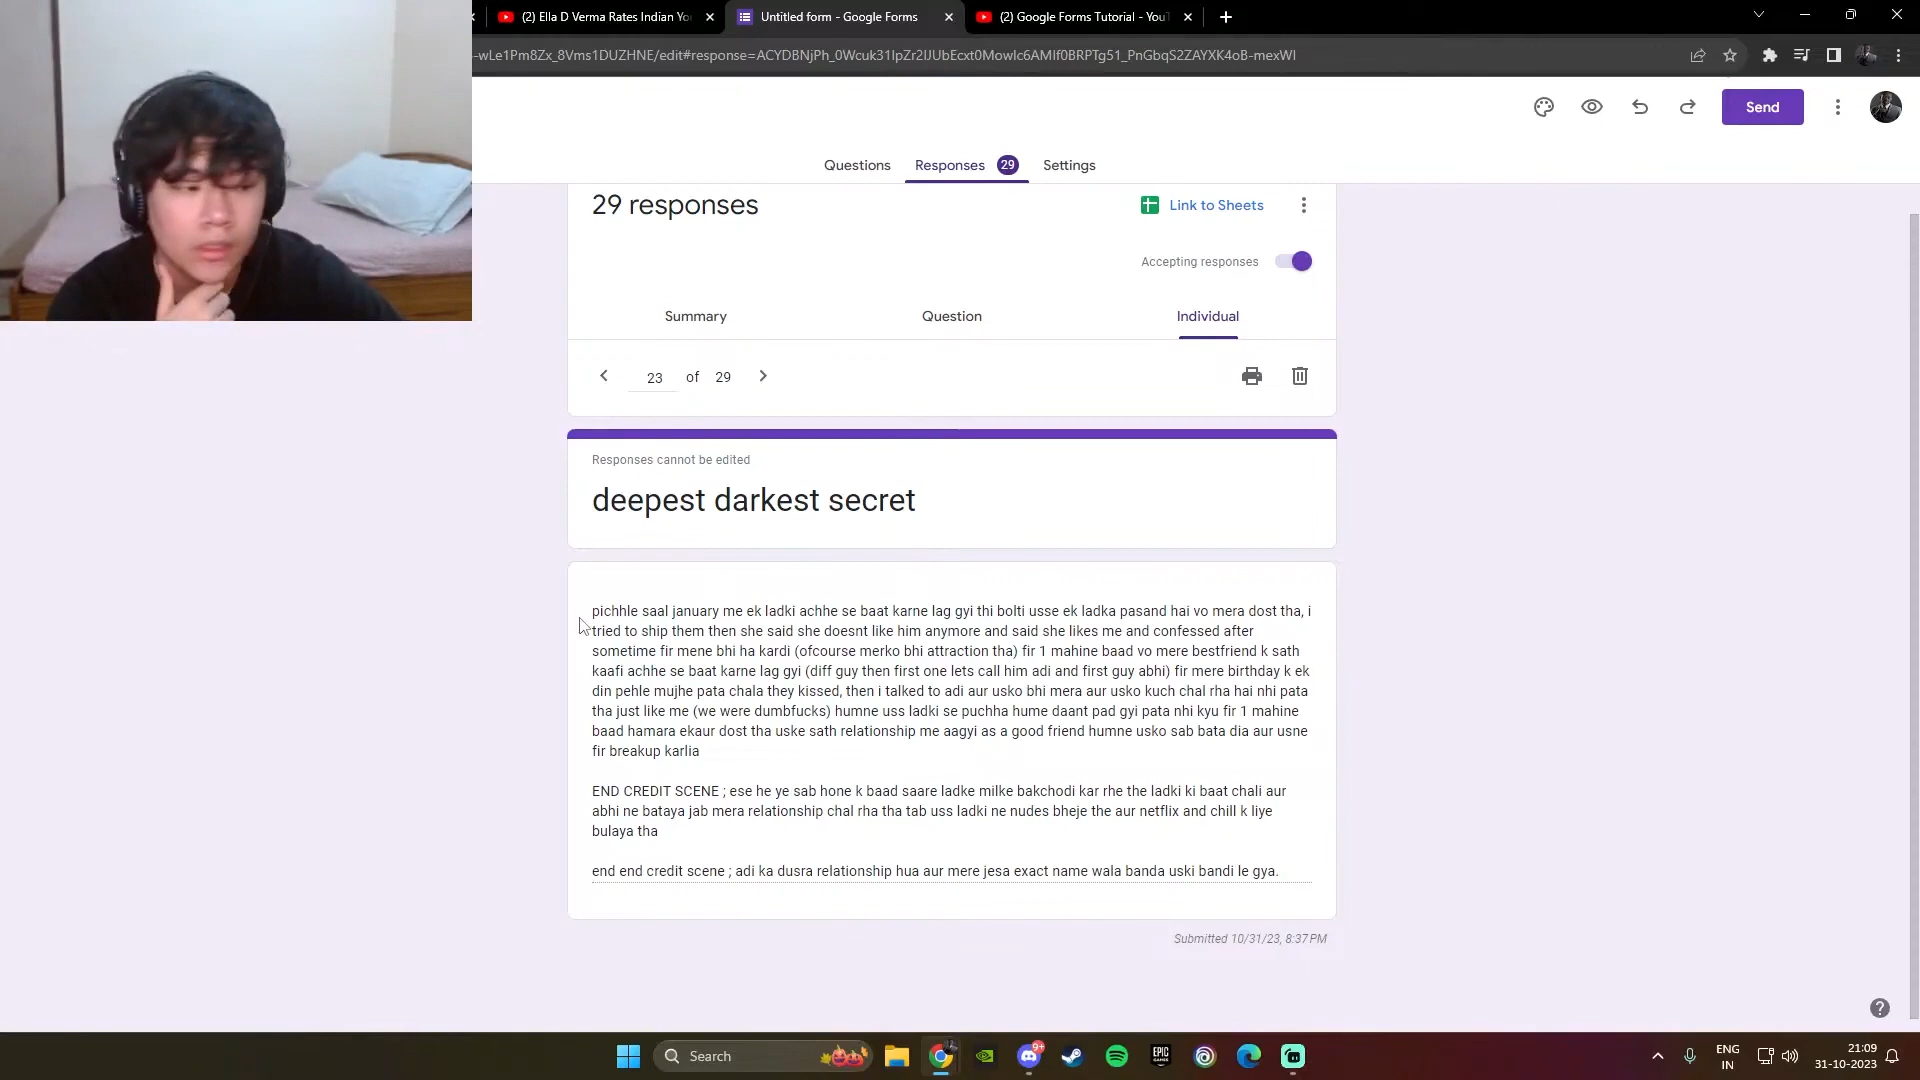 (2) Ella D Verma Rates Indian Yo
Untitled form - Google Forms
(2) Google Forms Tutorial - YouT
-wLe1Pm8Zx_8Vms1DUZHNE/edit#response=ACYDBNjPh_0Wcuk31IpZr2IJUbEcxt0MowIc6AMIf0BRPTg51_PnGbqS2ZAYXK4oB-mexWI
Send
Questions Responses 29 Settings
29 responses
Link to Sheets
Accepting responses
Summary Question Individual
23 of 29
Responses cannot be edited
deepest darkest secret
pichhle saal january me ek ladki achhe se baat karne lag gyi thi bolti usse ek ladka pasand hai vo mera dost tha, i
tried to ship them then she said she doesnt like him anymore and said she likes me and confessed after
sometime fir mene bhi ha kardi (ofcourse merko bhi attraction tha) fir 1 mahine baad vo mere bestfriend k sath
kaafi achhe se baat karne lag gyi (diff guy then first one lets call him adi and first guy abhi) fir mere birthday k ek
din pehle mujhe pata chala they kissed, then i talked to adi aur usko bhi mera aur usko kuch chal rha hai nhi pata
tha just like me (we were dumbfucks) humne uss ladki se puchha hume daant pad gyi pata nhi kyu fir 1 mahine
baad hamara ekaur dost tha uske sath relationship me aagyi as a good friend humne usko sab bata dia aur usne
fir breakup karlia
END CREDIT SCENE ; ese he ye sab hone k baad saare ladke milke bakchodi kar rhe the ladki ki baat chali aur
abhi ne bataya jab mera relationship chal rha tha tab uss ladki ne nudes bheje the aur netflix and chill k liye
bulaya tha
end end credit scene ; adi ka dusra relationship hua aur mere jesa exact name wala banda uski bandi le gya.
Submitted 10/31/23, 8:37 PM
Search
9+
EPIC
GAMES
ENG
IN
21:09
31-10-2023